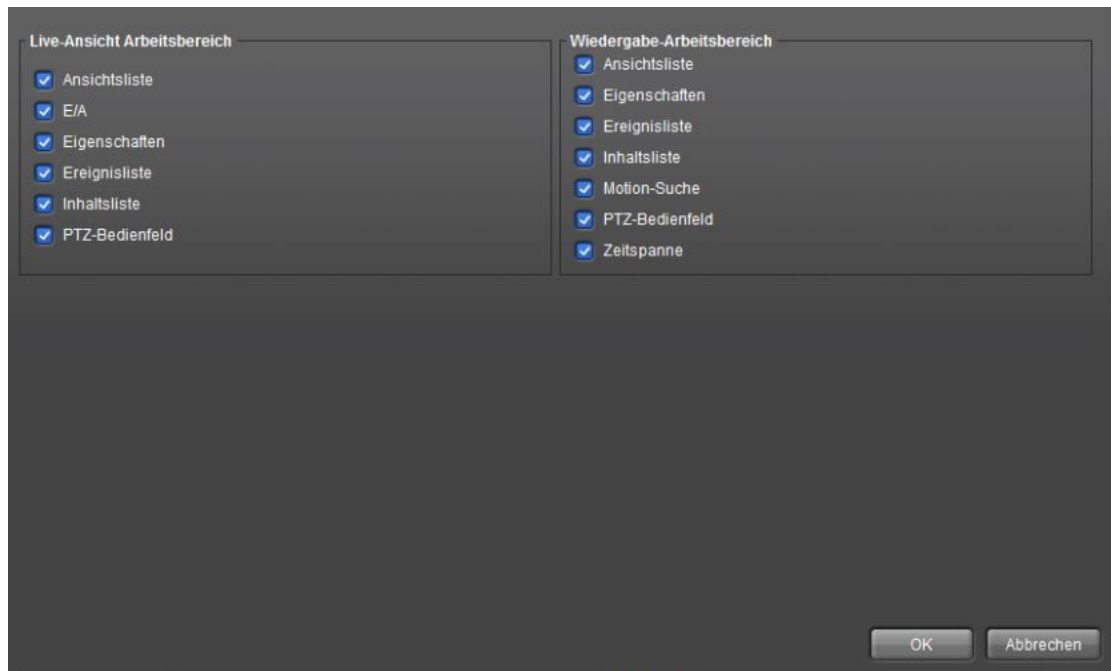 Live-Ansicht Arbeitsbereich
Ansichtsliste
E/A
Eigenschaften
Ereignisliste
Inhaltsliste
PTZ-Bedienfeld
Wiedergabe-Arbeitsbereich
Ansichtsliste
Eigenschaften
Ereignisliste
Inhaltsliste
Motion-Suche
PTZ-Bedienfeld
Zeitspanne
OK
Abbrechen